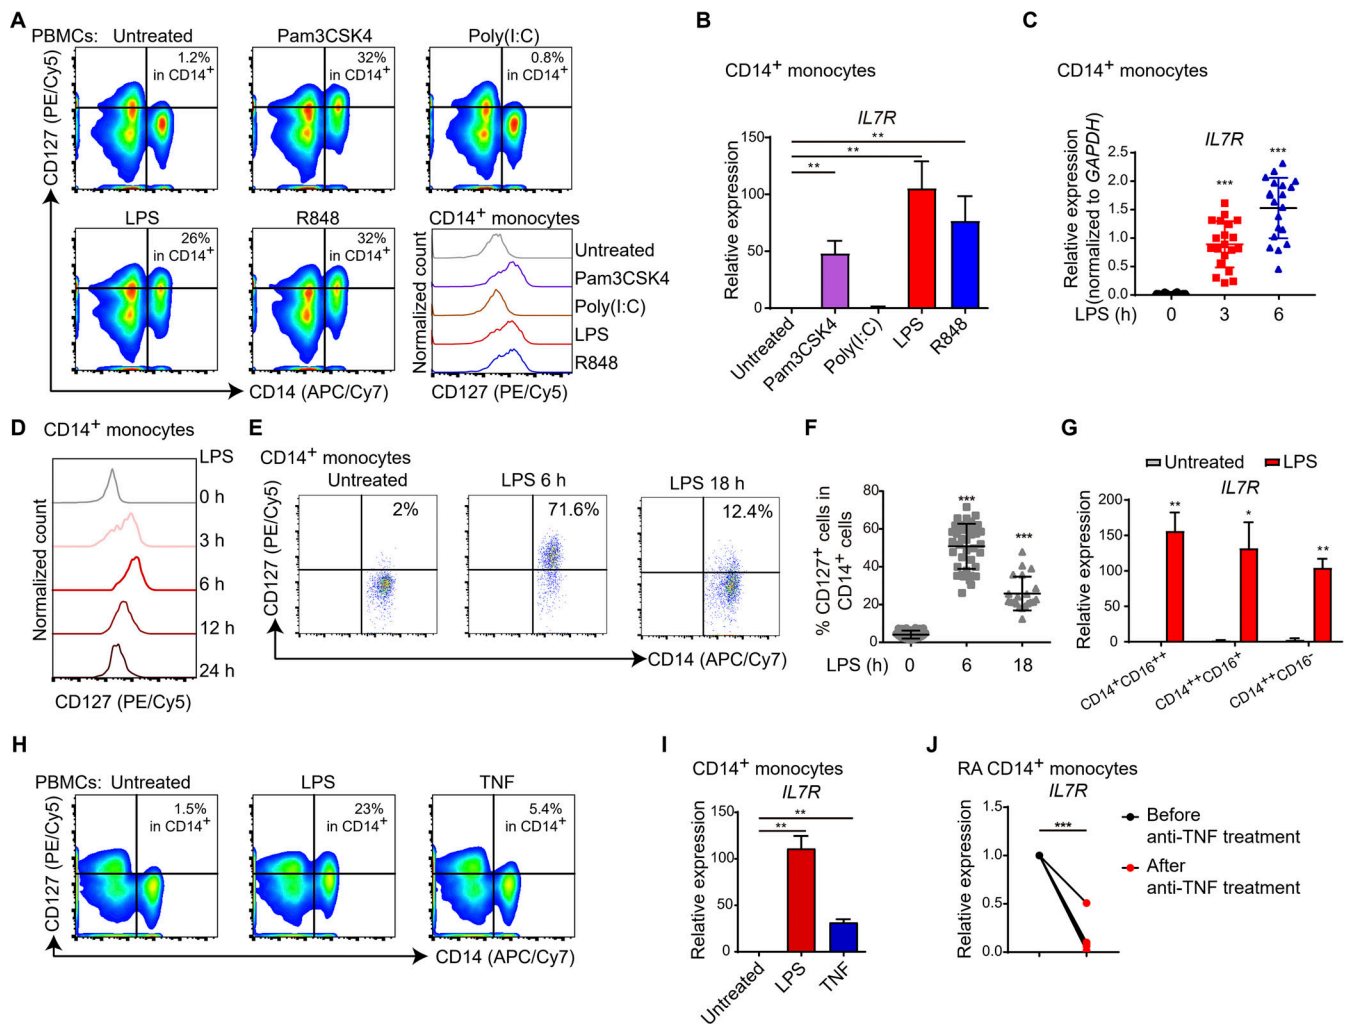 A
PBMCs: Untreated
Pam3CSK4
Poly(I:C)
1.2%
in CD14+
32%
in CD14+
0.8%
in CD14+
CD127 (PE/Cy5)
LPS
R848
CD14+ monocytes
26%
in CD14+
32%
in CD14+
Normalized count
Untreated
Pam3CSK4
Poly(I:C)
LPS
R848
CD14 (APC/Cy7)
CD127 (PE/Cy5)
B
CD14+ monocytes
IL7R
Relative expression
150
100
50
0
**
**
**
Untreated
Pam3CSK4
Poly(I:C)
LPS
R848
C
CD14+ monocytes
IL7R
Relative expression
(normalized to GAPDH)
2.5
2.0
1.5
1.0
0.5
0.0
***
***
LPS (h) 0 3 6
D
CD14+ monocytes
LPS
0 h
3 h
6 h
12 h
24 h
Normalized count
CD127 (PE/Cy5)
E
CD14+ monocytes
Untreated
LPS 6 h
LPS 18 h
2%
71.6%
12.4%
CD127 (PE/Cy5)
CD14 (APC/Cy7)
F
% CD127+ cells in
CD14+ cells
80
60
40
20
0
***
***
LPS (h) 0 6 18
G
Untreated LPS
IL7R
Relative expression
200
150
100
50
0
**
*
**
CD14+CD16++
CD14++CD16+
CD14++CD16-
H
PBMCs: Untreated
LPS
TNF
1.5%
in CD14+
23%
in CD14+
5.4%
in CD14+
CD127 (PE/Cy5)
CD14 (APC/Cy7)
I
CD14+ monocytes
IL7R
Relative expression
150
100
50
0
**
**
Untreated
LPS
TNF
J
RA CD14+ monocytes
IL7R
Relative expression
1.5
1.0
0.5
0.0
***
Before
anti-TNF treatment
After
anti-TNF treatment